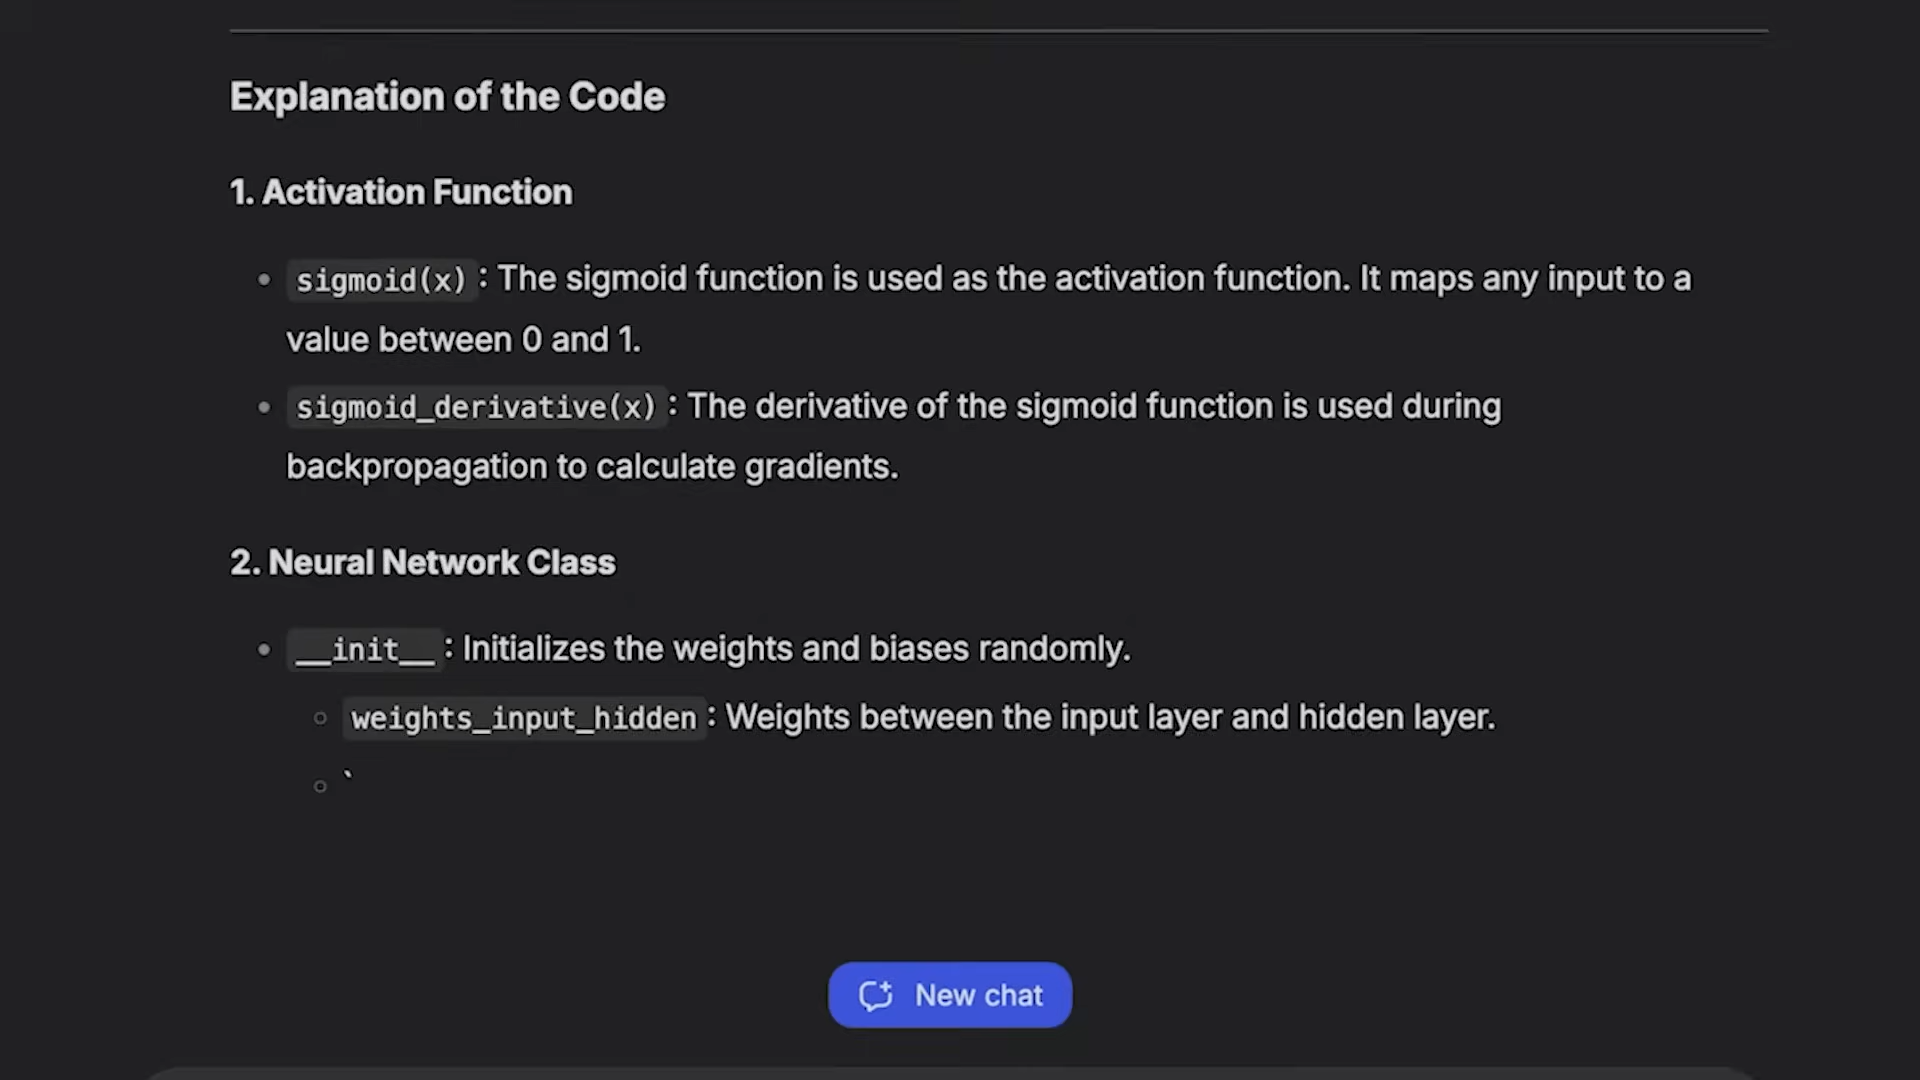 Explanation of the Code
1. Activation Function
sigmoid(x) : The sigmoid function is used as the activation function. It maps any input to a
value between 0 and 1.
sigmoid_derivative(x) : The derivative of the sigmoid function is used during
backpropagation to calculate gradients.
2. Neural Network Class
__init__ : Initializes the weights and biases randomly.
weights_input_hidden : Weights between the input layer and hidden layer.
`
New chat